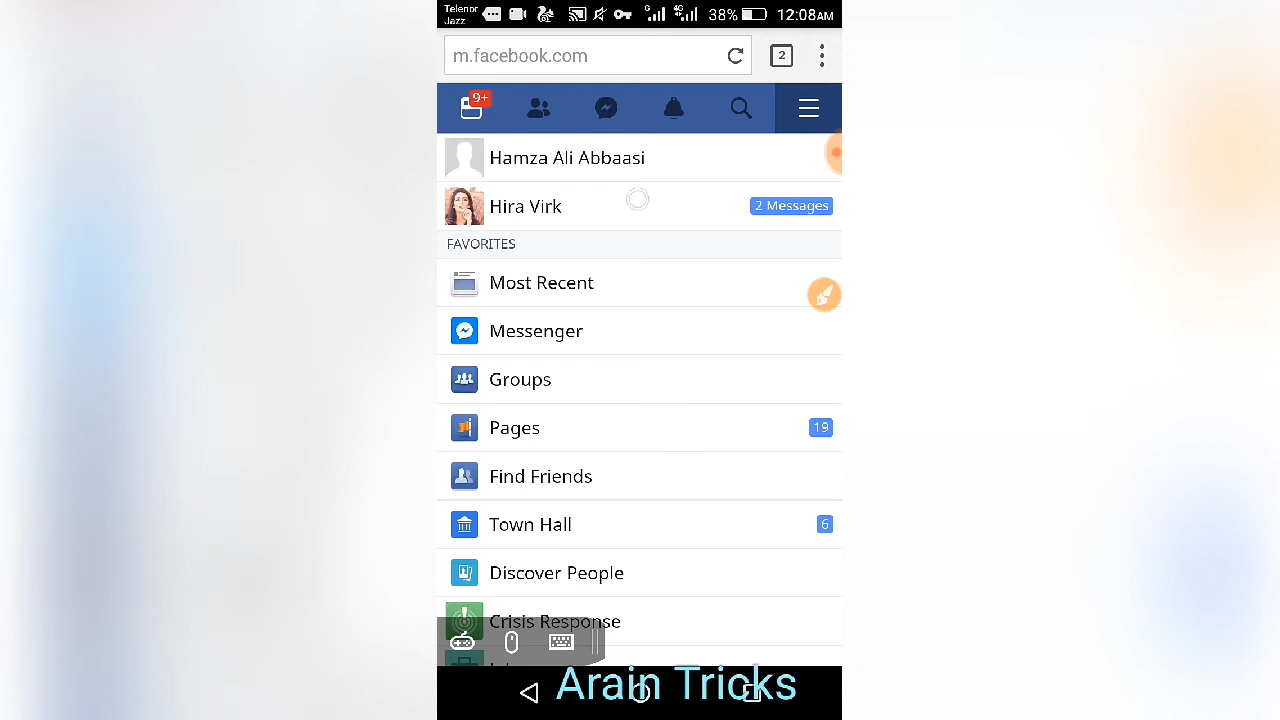 Telenor
Jazz
G
4G
38%
12:08AM
m.facebook.com
2
9+
Hamza Ali Abbaasi
Hira Virk
2 Messages
FAVORITES
Most Recent
Messenger
Groups
Pages
19
Find Friends
Town Hall
6
Discover People
Crisis Response
Arain Tricks